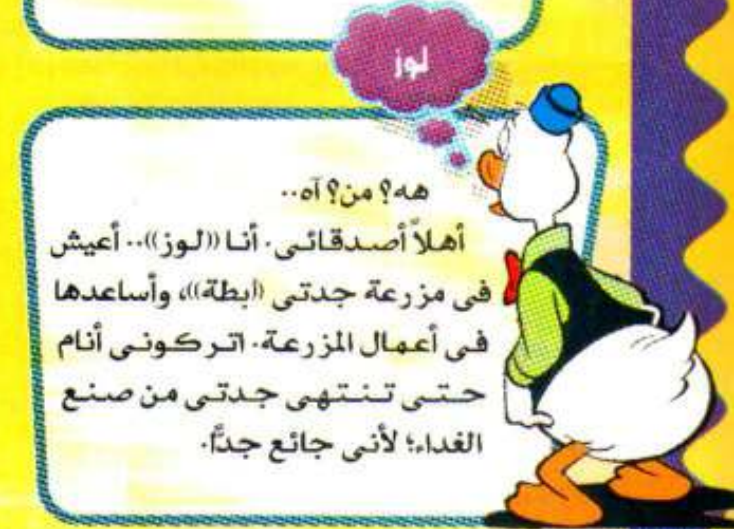 لوز
هه؟ من؟ آه..
أهلاً أصدقائى. أنا ((لوز)).. أعيش
فى مزرعة جدتى ((بطة))، وأساعدها
فى أعمال المزرعة. اتركونى أنام
حتى تنتهى جدتى من صنع
الغداء؛ لأنى جائع جدًّا.